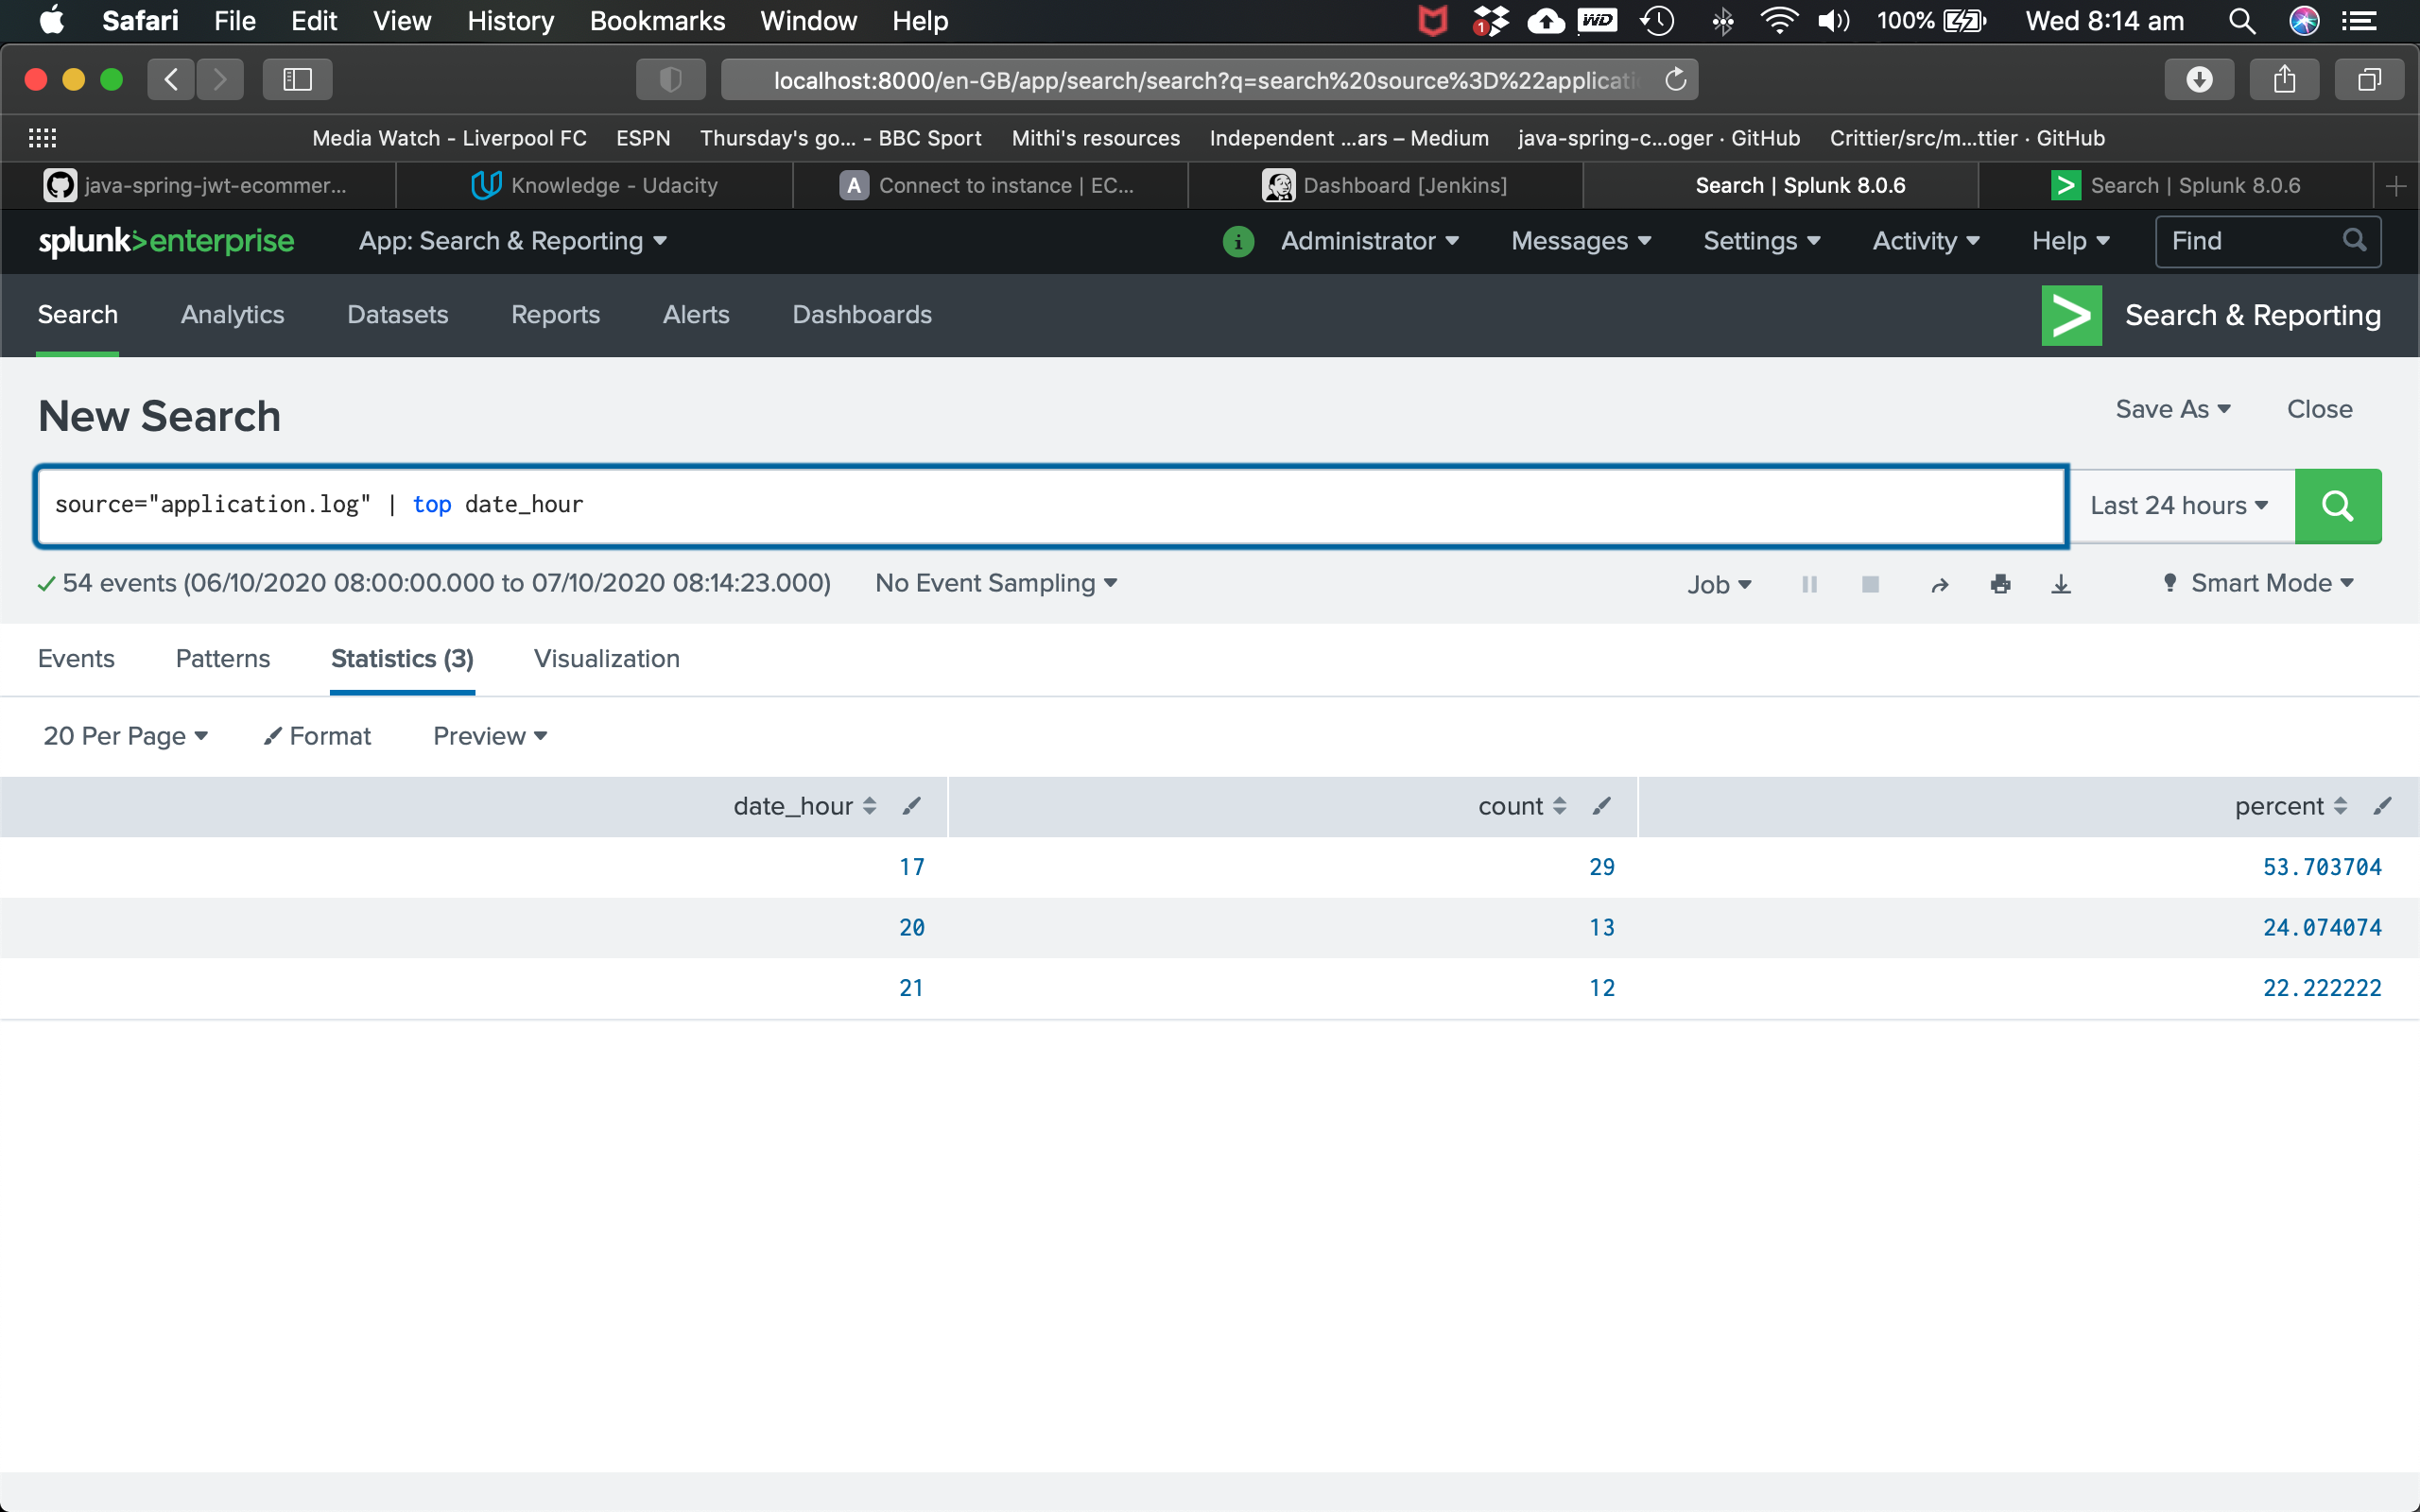 Safari File Edit View History Bookmarks Window Help 1 WD 100% Wed 8:14 am
localhost:8000/en-GB/app/search/search?q=search%20source%3D%22applicati
Media Watch - Liverpool FC ESPN Thursday's go... - BBC Sport Mithi's resources Independent ...ars – Medium java-spring-c...oger · GitHub Crittier/src/m...ttier · GitHub
java-spring-jwt-ecommer... Knowledge - Udacity A Connect to instance | EC... Dashboard [Jenkins] Search | Splunk 8.0.6 > Search | Splunk 8.0.6
splunk>enterprise App: Search & Reporting i Administrator Messages Settings Activity Help Find
Search Analytics Datasets Reports Alerts Dashboards > Search & Reporting
New Search Save As Close
source="application.log" | top date_hour Last 24 hours
54 events (06/10/2020 08:00:00.000 to 07/10/2020 08:14:23.000) No Event Sampling Job Smart Mode
Events Patterns Statistics (3) Visualization
20 Per Page Format Preview
date_hour count percent
17 29 53.703704
20 13 24.074074
21 12 22.222222